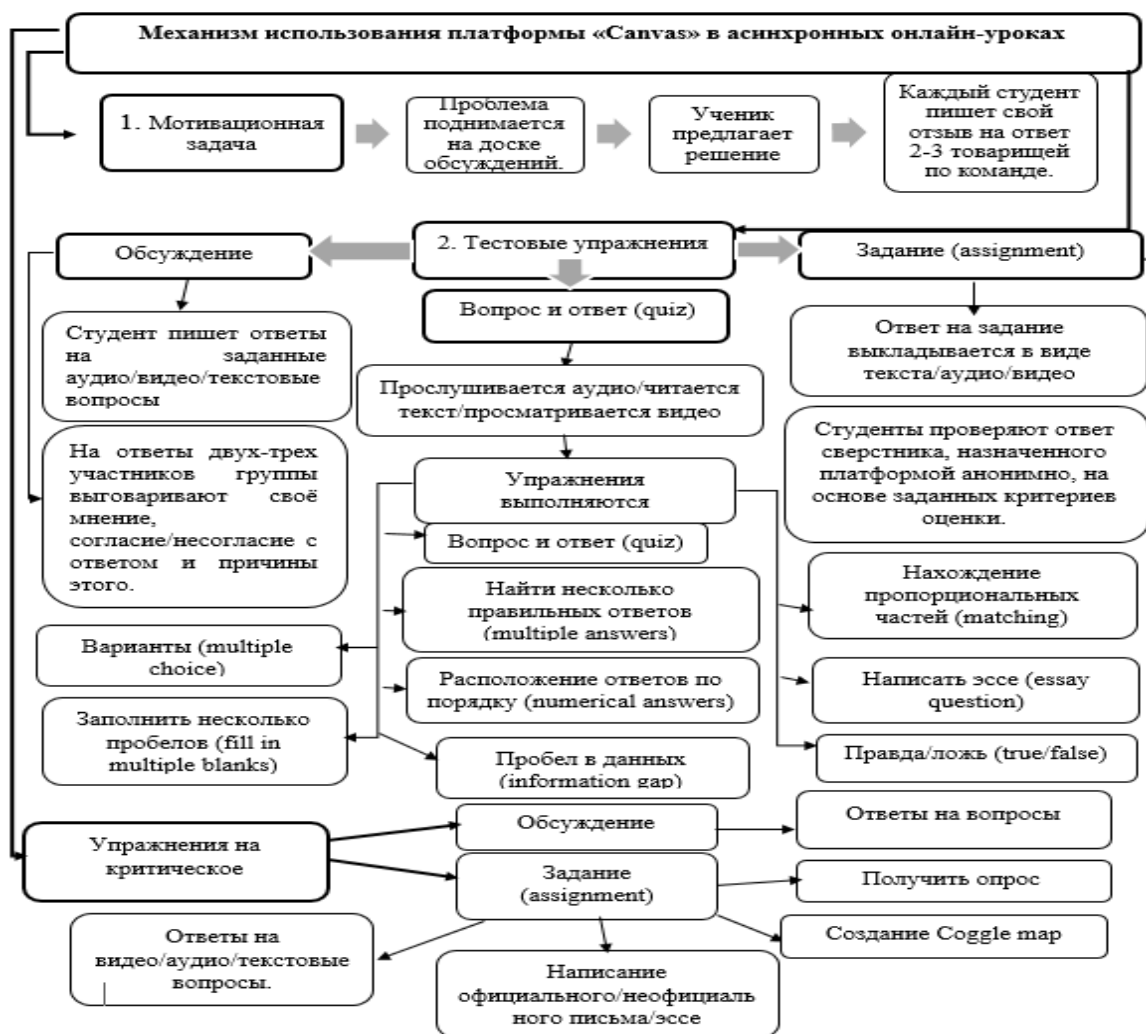 Механизм использования платформы «Canvas» в асинхронных онлайн-уроках
1. Мотивационная
задача
Проблема
поднимается
на доске
обсуждений.
Ученик
предлагает
решение
Каждый студент
пишет свой
отзыв на ответ
2-3 товарищей
по команде.
Обсуждение
2. Тестовые упражнения
Задание (assignment)
Студент пишет ответы
на заданные
аудио/видео/текстовые
вопросы
Вопрос и ответ (quiz)
Ответ на задание
выкладывается в виде
текста/аудио/видео
Прослушивается аудио/читается
текст/просматривается видео
На ответы двух-трех
участников группы
выговаривают своё
мнение,
согласие/несогласие с
ответом и причины
этого.
Упражнения
выполняются
Студенты проверяют ответ
сверстника, назначенного
платформой анонимно, на
основе заданных критериев
оценки.
Вопрос и ответ (quiz)
Найти несколько
правильных ответов
(multiple answers)
Нахождение
пропорциональных
частей (matching)
Варианты (multiple
choice)
Расположение ответов по
порядку (numerical answers)
Написать эссе (essay
question)
Заполнить несколько
пробелов (fill in
multiple blanks)
Пробел в данных
(information gap)
Правда/ложь (true/false)
Упражнения на
критическое
Обсуждение
Ответы на вопросы
Задание
(assignment)
Получить опрос
Создание Coggle map
Ответы на
видео/аудио/текстовые
вопросы.
Написание
официального/неофициаль
ного письма/эссе